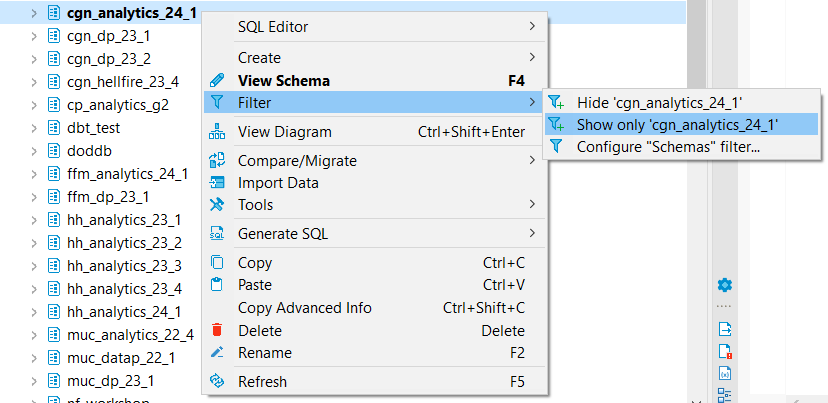 cgn_analytics_24_1
cgn_dp_23_1
cgn_dp_23_2
cgn_hellfire_23_4
cp_analytics_g2
dbt_test
doddb
ffm_analytics_24_1
ffm_dp_23_1
hh_analytics_23_1
hh_analytics_23_2
hh_analytics_23_3
hh_analytics_23_4
hh_analytics_24_1
muc_analytics_22_4
muc_datap_22_1
muc_dp_23_1
SQL Editor
Create
View Schema F4
Filter
View Diagram Ctrl+Shift+Enter
Compare/Migrate
Import Data
Tools
Generate SQL
Copy Ctrl+C
Paste Ctrl+V
Copy Advanced Info Ctrl+Shift+C
Delete Delete
Rename F2
Refresh F5
Hide 'cgn_analytics_24_1'
Show only 'cgn_analytics_24_1'
Configure "Schemas" filter...